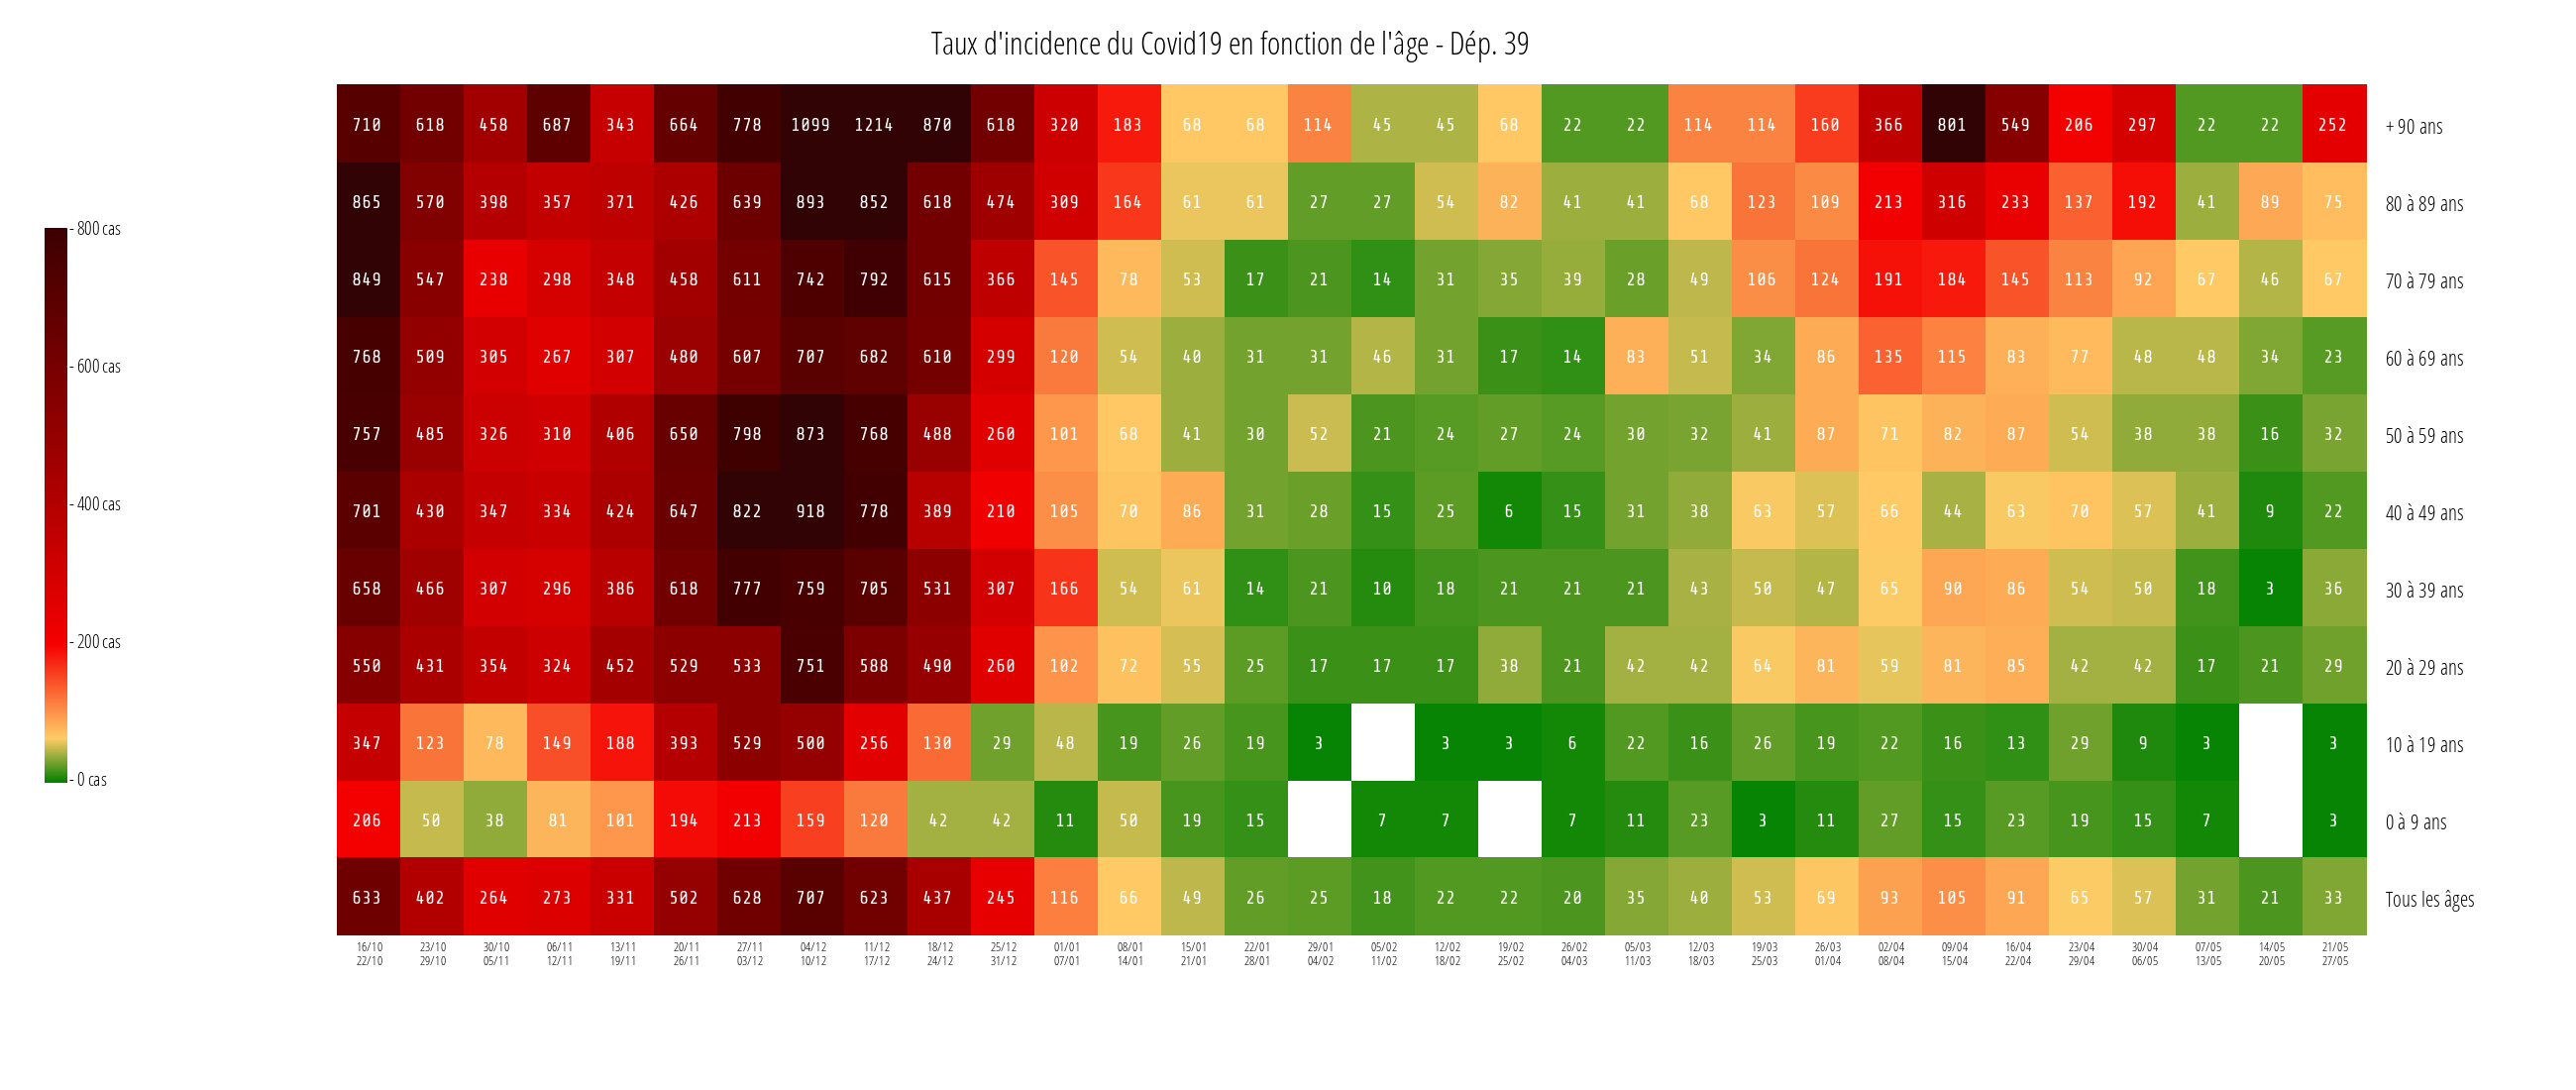 Taux d'incidence du Covid19 en fonction de l'âge - Dép. 39
- 800 cas
- 600 cas
- 400 cas
- 200 cas
- 0 cas
710 618 458 687 343 664 778 1099 1214 870 618 320 183 68 68 114 45 45 68 22 22 114 114 160 366 801 549 206 297 22 22 252 + 90 ans
865 570 398 357 371 426 639 893 852 618 474 309 164 61 61 27 27 54 82 41 41 68 123 109 213 316 233 137 192 41 89 75 80 à 89 ans
849 547 238 298 348 458 611 742 792 615 366 145 78 53 17 21 14 31 35 39 28 49 106 124 191 184 145 113 92 67 46 67 70 à 79 ans
768 509 305 267 307 480 607 707 682 610 299 120 54 40 31 31 46 31 17 14 83 51 34 86 135 115 83 77 48 48 34 23 60 à 69 ans
757 485 326 310 406 650 798 873 768 488 260 101 68 41 30 52 21 24 27 24 30 32 41 87 71 82 87 54 38 38 16 32 50 à 59 ans
701 430 347 334 424 647 822 918 778 389 210 105 70 86 31 28 15 25 6 15 31 38 63 57 66 44 63 70 57 41 9 22 40 à 49 ans
658 466 307 296 386 618 777 759 705 531 307 166 54 61 14 21 10 18 21 21 21 43 50 47 65 90 86 54 50 18 3 36 30 à 39 ans
550 431 354 324 452 529 533 751 588 490 260 102 72 55 25 17 17 17 38 21 42 42 64 81 59 81 85 42 42 17 21 29 20 à 29 ans
347 123 78 149 188 393 529 500 256 130 29 48 19 26 19 3 3 3 6 22 16 26 19 22 16 13 29 9 3 3 10 à 19 ans
206 50 38 81 101 194 213 159 120 42 42 11 50 19 15 7 7 7 11 23 3 11 27 15 23 19 15 7 3 0 à 9 ans
633 402 264 273 331 502 628 707 623 437 245 116 66 49 26 25 18 22 22 20 35 40 53 69 93 105 91 65 57 31 21 33 Tous les âges
16/10 23/10 30/10 06/11 13/11 20/11 27/11 04/12 11/12 18/12 25/12 01/01 08/01 15/01 22/01 29/01 05/02 12/02 19/02 26/02 05/03 12/03 19/03 26/03 02/04 09/04 16/04 23/04 30/04 07/05 14/05 21/05
22/10 29/10 05/11 12/11 19/11 26/11 03/12 10/12 17/12 24/12 31/12 07/01 14/01 21/01 28/01 04/02 11/02 18/02 25/02 04/03 11/03 18/03 25/03 01/04 08/04 15/04 22/04 29/04 06/05 13/05 20/05 27/05